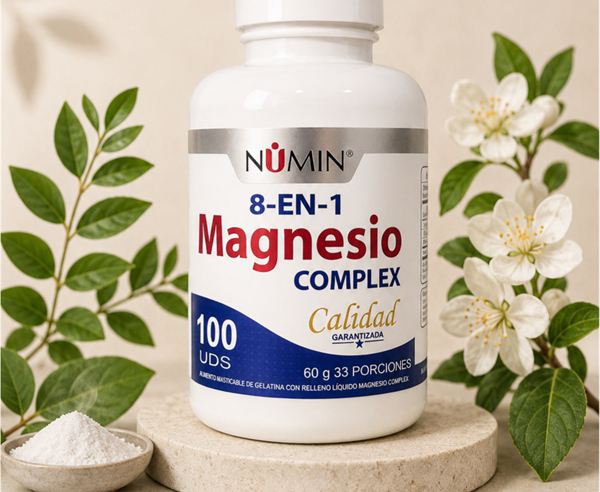 NÚMIN®
8-EN-1
Magnesio
COMPLEX
Calidad
GARANTIZADA
100
UDS
60 g 33 PORCIONES
ALIMENTO MASTICABLE DE GELATINA CON RELLENO LÍQUIDO MAGNESIO COMPLEX